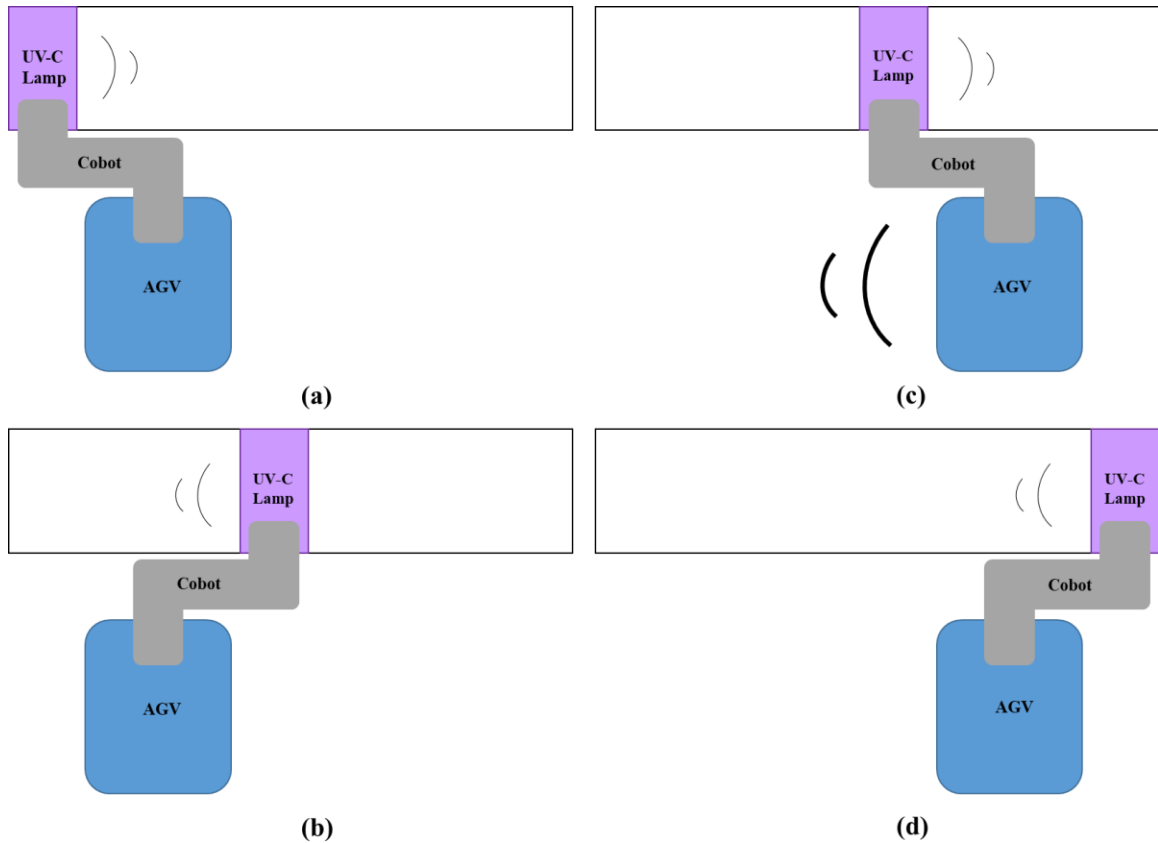 UV-C
Lamp
Cobot
AGV
(a)
UV-C
Lamp
Cobot
AGV
(c)
UV-C
Lamp
Cobot
AGV
(b)
UV-C
Lamp
Cobot
AGV
(d)